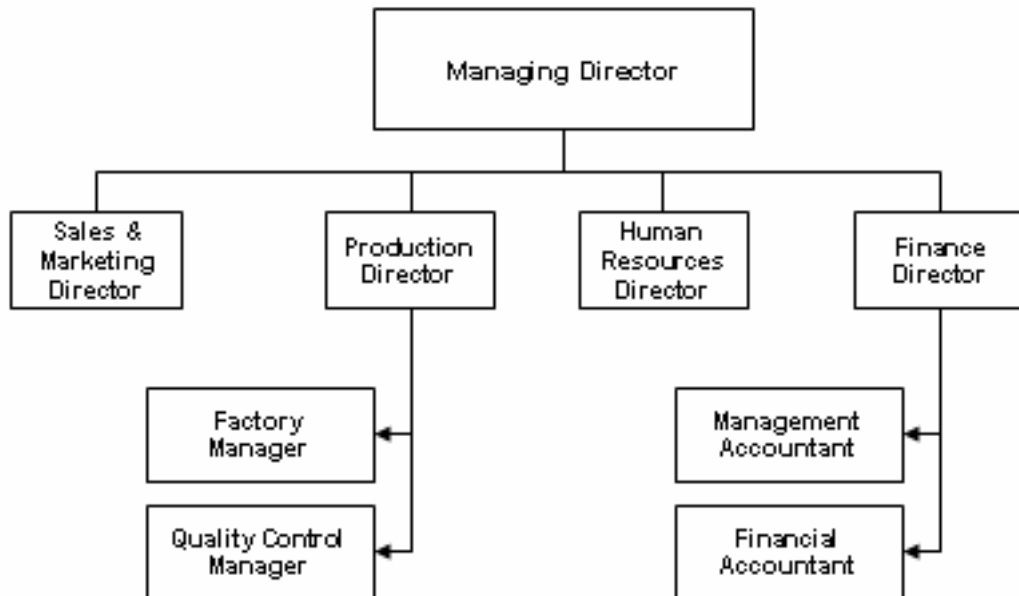 Managing Director
Sales &
Marketing
Director
Production
Director
Human
Resources
Director
Finance
Director
Factory
Manager
Management
Accountant
Quality Control
Manager
Financial
Accountant